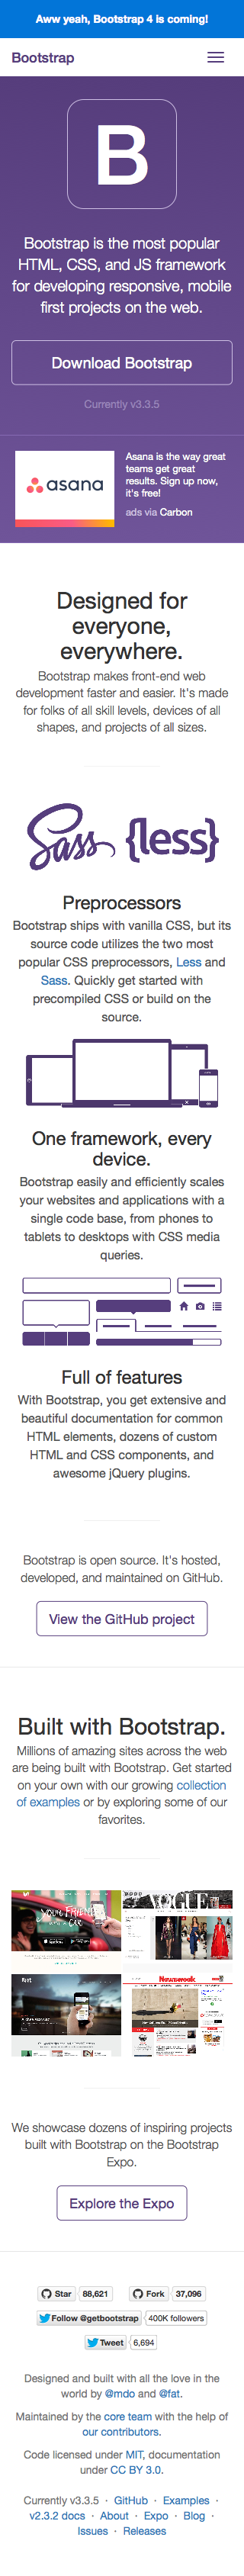 Aww yeah, Bootstrap 4 is coming!
Bootstrap
B
Bootstrap is the most popular
HTML, CSS, and JS framework
for developing responsive, mobile
first projects on the web.
Download Bootstrap
Currently v3.3.5
asana
Asana is the way great
teams get great
results. Sign up now,
it's free!
ads via Carbon
Designed for
everyone,
everywhere.
Bootstrap makes front-end web
development faster and easier. It's made
for folks of all skill levels, devices of all
shapes, and projects of all sizes.
Sass {less}
Preprocessors
Bootstrap ships with vanilla CSS, but its
source code utilizes the two most
popular CSS preprocessors, Less and
Sass. Quickly get started with
precompiled CSS or build on the
source.
One framework, every
device.
Bootstrap easily and efficiently scales
your websites and applications with a
single code base, from phones to
tablets to desktops with CSS media
queries.
Full of features
With Bootstrap, you get extensive and
beautiful documentation for common
HTML elements, dozens of custom
HTML and CSS components, and
awesome jQuery plugins.
Bootstrap is open source. It's hosted,
developed, and maintained on GitHub.
View the GitHub project
Built with Bootstrap.
Millions of amazing sites across the web
are being built with Bootstrap. Get started
on your own with our growing collection
of examples or by exploring some of our
favorites.
YOUR FRIEND
CAR
VOGUE
Newsweek
We showcase dozens of inspiring projects
built with Bootstrap on the Bootstrap
Expo.
Explore the Expo
Star 88,621 Fork 37,096
Follow @getbootstrap 400K followers
Tweet 6,694
Designed and built with all the love in the
world by @mdo and @fat.
Maintained by the core team with the help of
our contributors.
Code licensed under MIT, documentation
under CC BY 3.0.
Currently v3.3.5 · GitHub · Examples ·
v2.3.2 docs · About · Expo · Blog ·
Issues · Releases